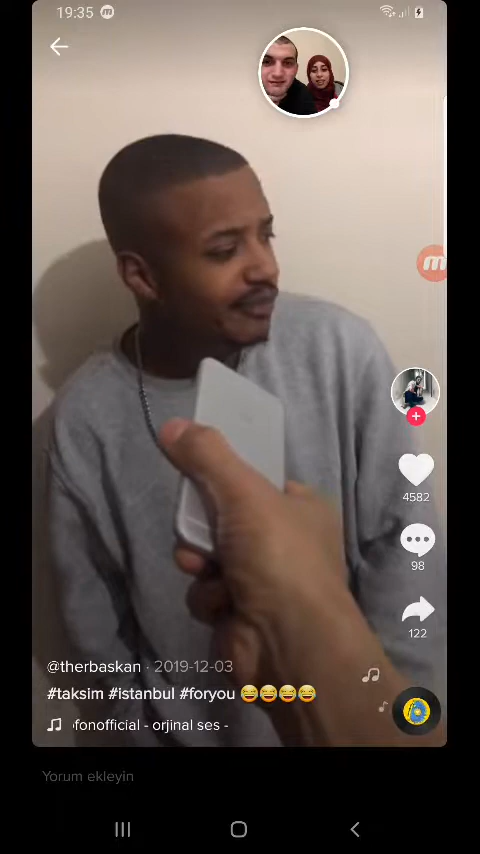 19:35
4582
98
122
@therbaskan · 2019-12-03
#taksim #istanbul #foryou 😂😂😂😂
fonofficial - orjinal ses -
Yorum ekleyin